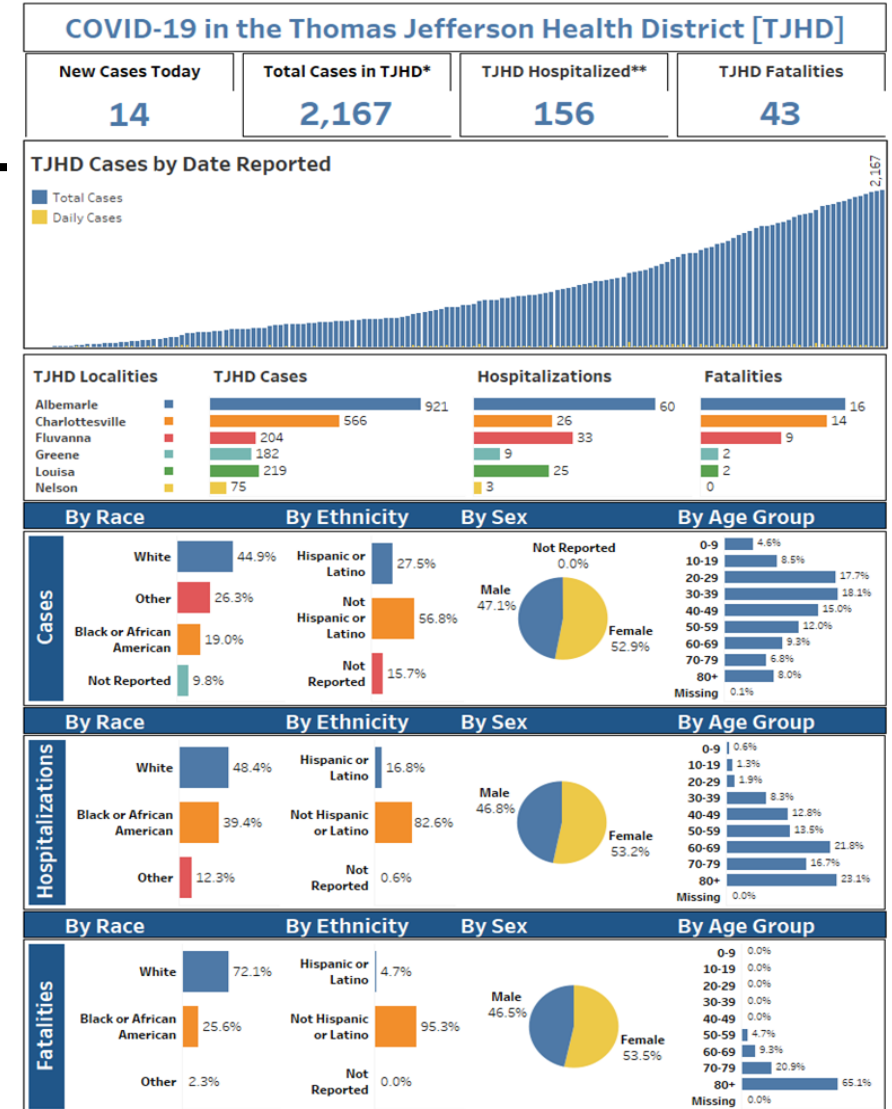 COVID-19 in the Thomas Jefferson Health District [TJHD]
New Cases Today
14
Total Cases in TJHD*
2,167
TJHD Hospitalized**
156
TJHD Fatalities
43
TJHD Cases by Date Reported
Total Cases
Daily Cases
2,167
TJHD Localities TJHD Cases Hospitalizations Fatalities
Albemarle 921 60 16
Charlottesville 566 26 14
Fluvanna 204 33 9
Greene 182 9 2
Louisa 219 25 2
Nelson 75 3 0
By Race By Ethnicity By Sex By Age Group
Cases
White 44.9%
Other 26.3%
Black or African
American 19.0%
Not Reported 9.8%
Hispanic or
Latino 27.5%
Not
Hispanic or
Latino 56.8%
Not
Reported 15.7%
Not Reported
0.0%
Male
47.1%
Female
52.9%
0-9 4.6%
10-19 8.5%
20-29 17.7%
30-39 18.1%
40-49 15.0%
50-59 12.0%
60-69 9.3%
70-79 6.8%
80+ 8.0%
Missing 0.1%
By Race By Ethnicity By Sex By Age Group
Hospitalizations
White 48.4%
Black or African
American 39.4%
Other 12.3%
Hispanic or
Latino 16.8%
Not Hispanic
or Latino 82.6%
Not
Reported 0.6%
Male
46.8%
Female
53.2%
0-9 0.6%
10-19 1.3%
20-29 1.9%
30-39 8.3%
40-49 12.8%
50-59 13.5%
60-69 21.8%
70-79 16.7%
80+ 23.1%
Missing 0.0%
By Race By Ethnicity By Sex By Age Group
Fatalities
White 72.1%
Black or African
American 25.6%
Other 2.3%
Hispanic or
Latino 4.7%
Not Hispanic
or Latino 95.3%
Not
Reported 0.0%
Male
46.5%
Female
53.5%
0-9 0.0%
10-19 0.0%
20-29 0.0%
30-39 0.0%
40-49 0.0%
50-59 4.7%
60-69 9.3%
70-79 20.9%
80+ 65.1%
Missing 0.0%